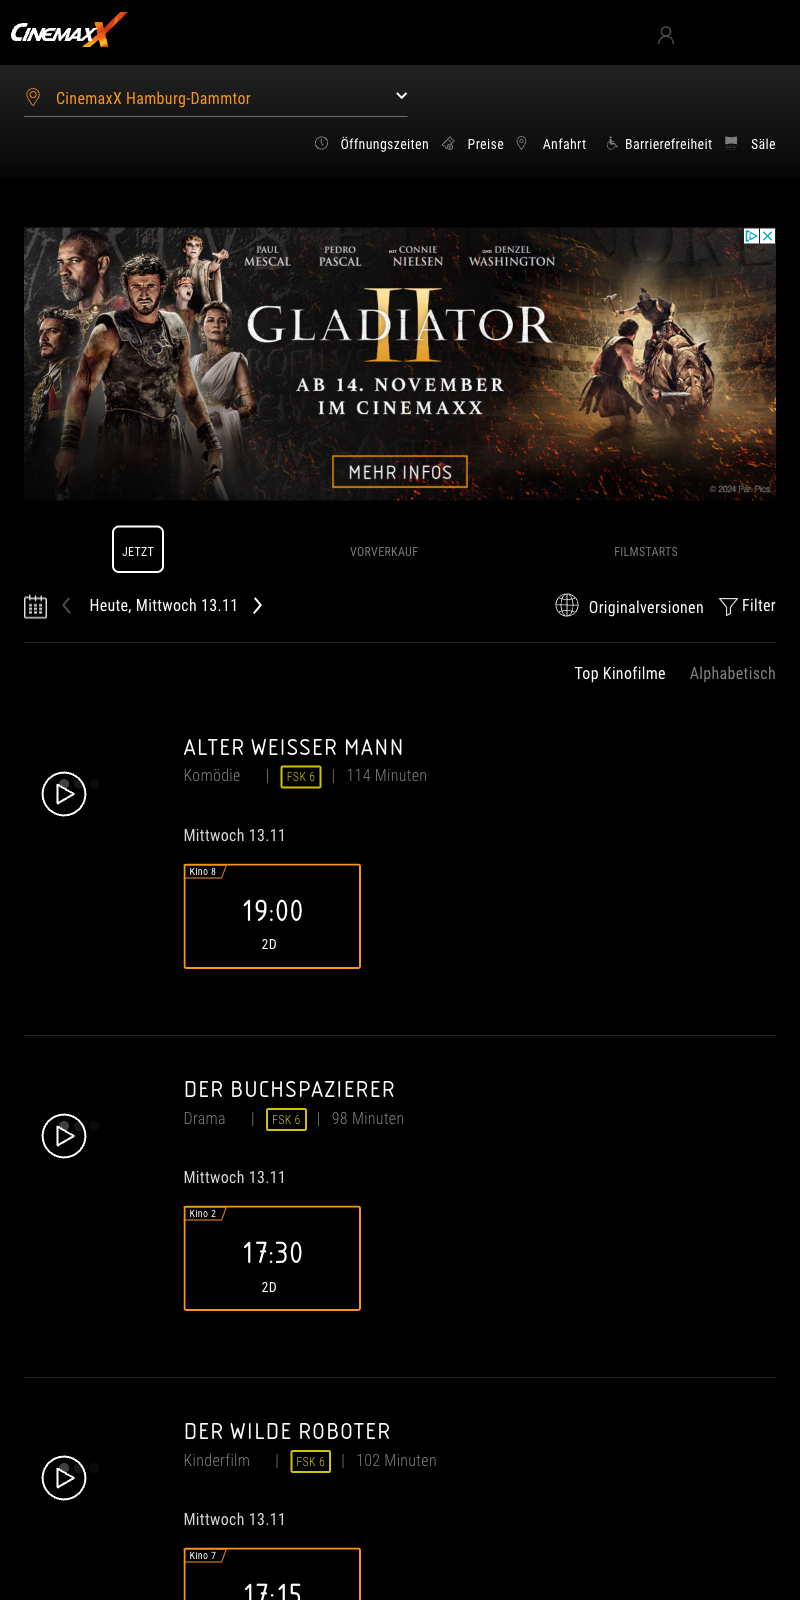 CINEMAXX
CinemaxX Hamburg-Dammtor
Öffnungszeiten Preise Anfahrt Barrierefreiheit Säle
PAUL MESCAL PEDRO PASCAL MIT CONNIE NIELSEN UND DENZEL WASHINGTON
GLADIATOR II
AB 14. NOVEMBER
IM CINEMAXX
MEHR INFOS
© 2024 Par. Pics.
JETZT VORVERKAUF FILMSTARTS
Heute, Mittwoch 13.11 Originalversionen Filter
Top Kinofilme Alphabetisch
ALTER WEISSER MANN
Komödie | FSK 6 | 114 Minuten
Mittwoch 13.11
Kino 8
19:00
2D
DER BUCHSPAZIERER
Drama | FSK 6 | 98 Minuten
Mittwoch 13.11
Kino 2
17:30
2D
DER WILDE ROBOTER
Kinderfilm | FSK 6 | 102 Minuten
Mittwoch 13.11
Kino 7
17:15